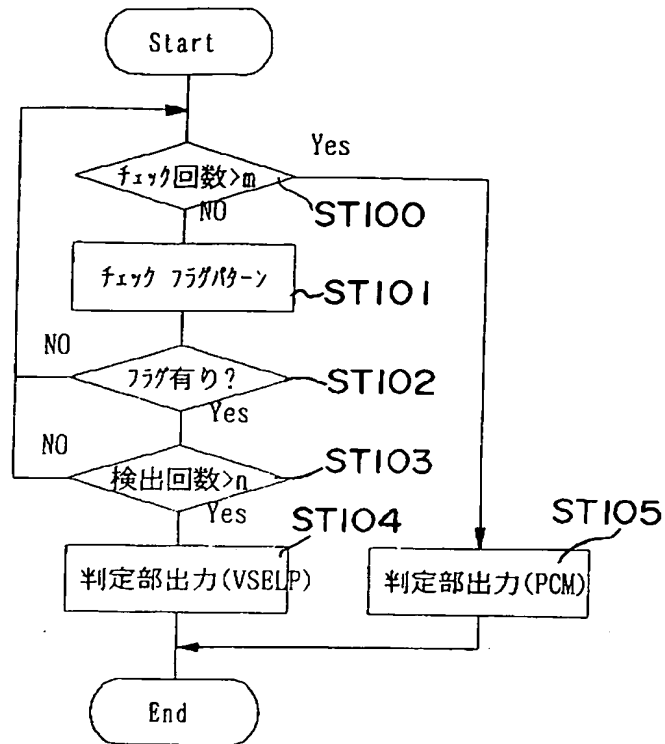 Start
Yes
チェック回数>m
NO
ST100
チェック フラグパターン
ST101
NO
フラグ有り?
ST102
Yes
NO
検出回数>n
ST103
Yes
ST104
ST105
判定部出力(VSELP)
判定部出力(PCM)
End